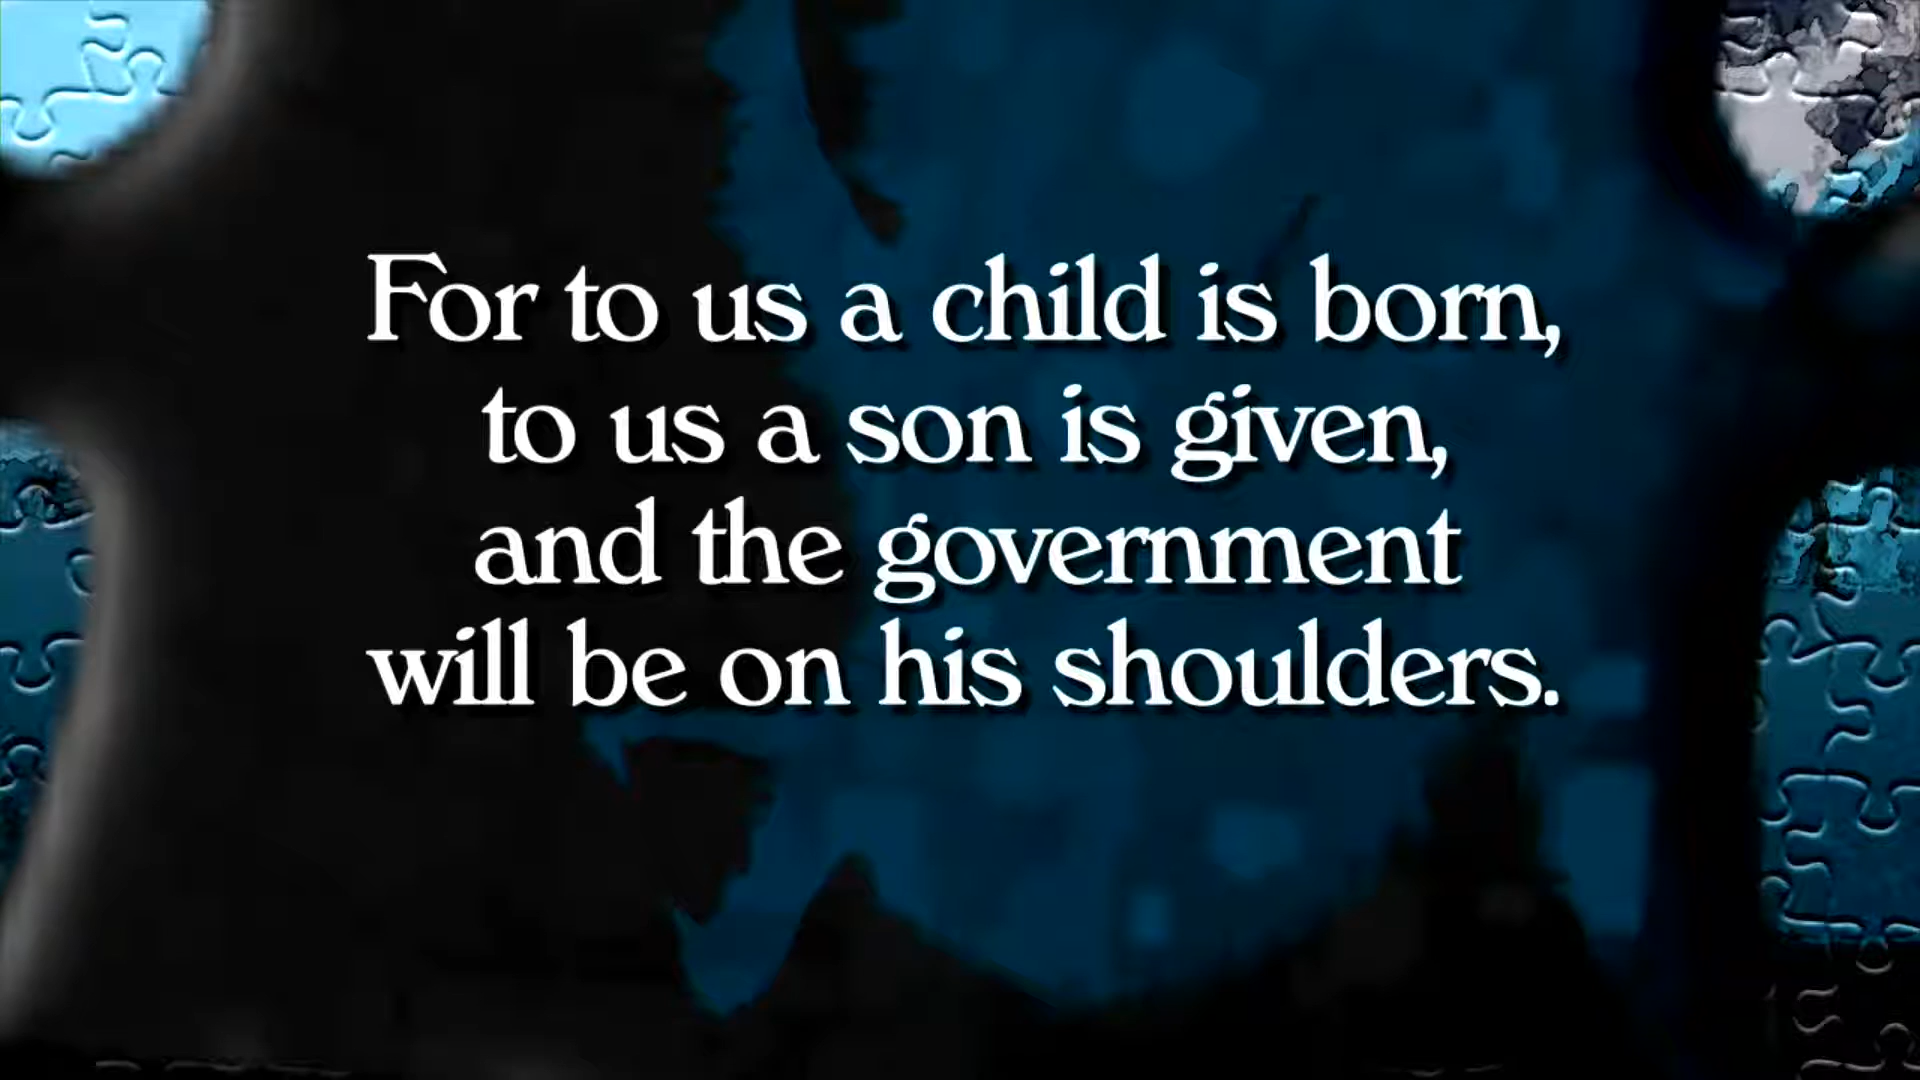 For to us a child is born,
to us a son is given,
and the government
will be on his shoulders.